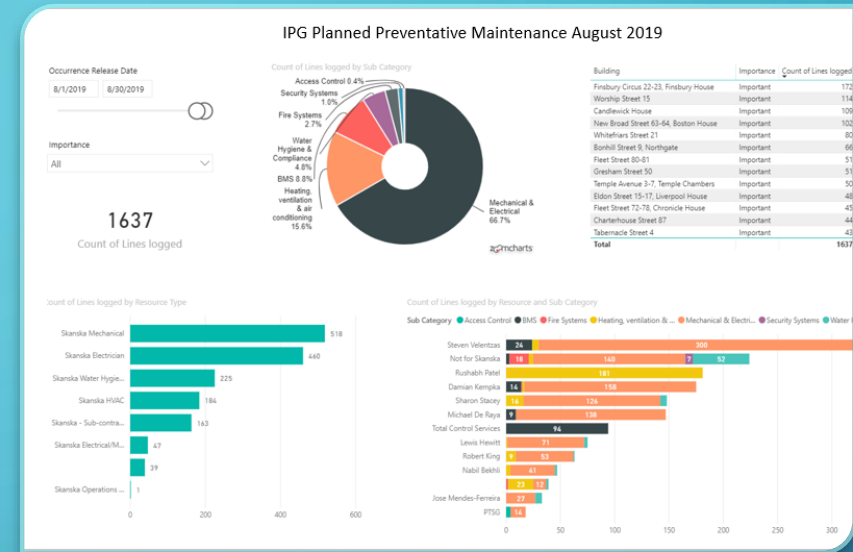 IPG Planned Preventative Maintenance August 2019
Occurrence Release Date
8/1/2019 8/30/2019
Importance
All
1637
Count of Lines logged
Count of Lines logged by Sub Category
Access Control 0.4%
Security Systems
1.0%
Fire Systems
2.7%
Water
Hygiene &
Compliance
4.8%
BMS 8.8%
Heating,
ventilation
& air
conditioning
15.6%
Mechanical &
Electrical
66.7%
zoomcharts
Building Importance Count of Lines logged
Finsbury Circus 22-23, Finsbury House Important 172
Worship Street 15 Important 114
Candlewick House Important 109
New Broad Street 63-64, Boston House Important 102
Whitefriars Street 21 Important 80
Bonhill Street 9, Northgate Important 66
Fleet Street 80-81 Important 51
Gresham Street 50 Important 51
Temple Avenue 3-7, Temple Chambers Important 50
Eldon Street 15-17, Liverpool House Important 48
Fleet Street 72-78, Chronicle House Important 45
Charterhouse Street 87 Important 44
Tabernacle Street 4 Important 43
Total 1637
ount of Lines logged by Resource Type
Skanska Mechanical 518
Skanska Electrician 460
Skanska Water Hygie... 225
Skanska HVAC 184
Skanska - Sub-contra... 163
Skanska Electrical/M... 47
39
Skanska Operations ... 1
0 200 400 600
Count of Lines logged by Resource and Sub Category
Sub Category Access Control BMS Fire Systems Heating, ventilation &... Mechanical & Electri... Security Systems Water
Steven Velentzas 24 300
Not for Skanska 18 140 7 52
Rushabh Patel 181
Damian Kempka 14 158
Sharon Stacey 16 126
Michael De Raya 9 138
Total Control Services 94
Lewis Hewitt 71
Robert King 9 53
Nabil Bekhli 41
23 12
Jose Mendes-Ferreira 27
PTSG 14
0 50 100 150 200 250 300